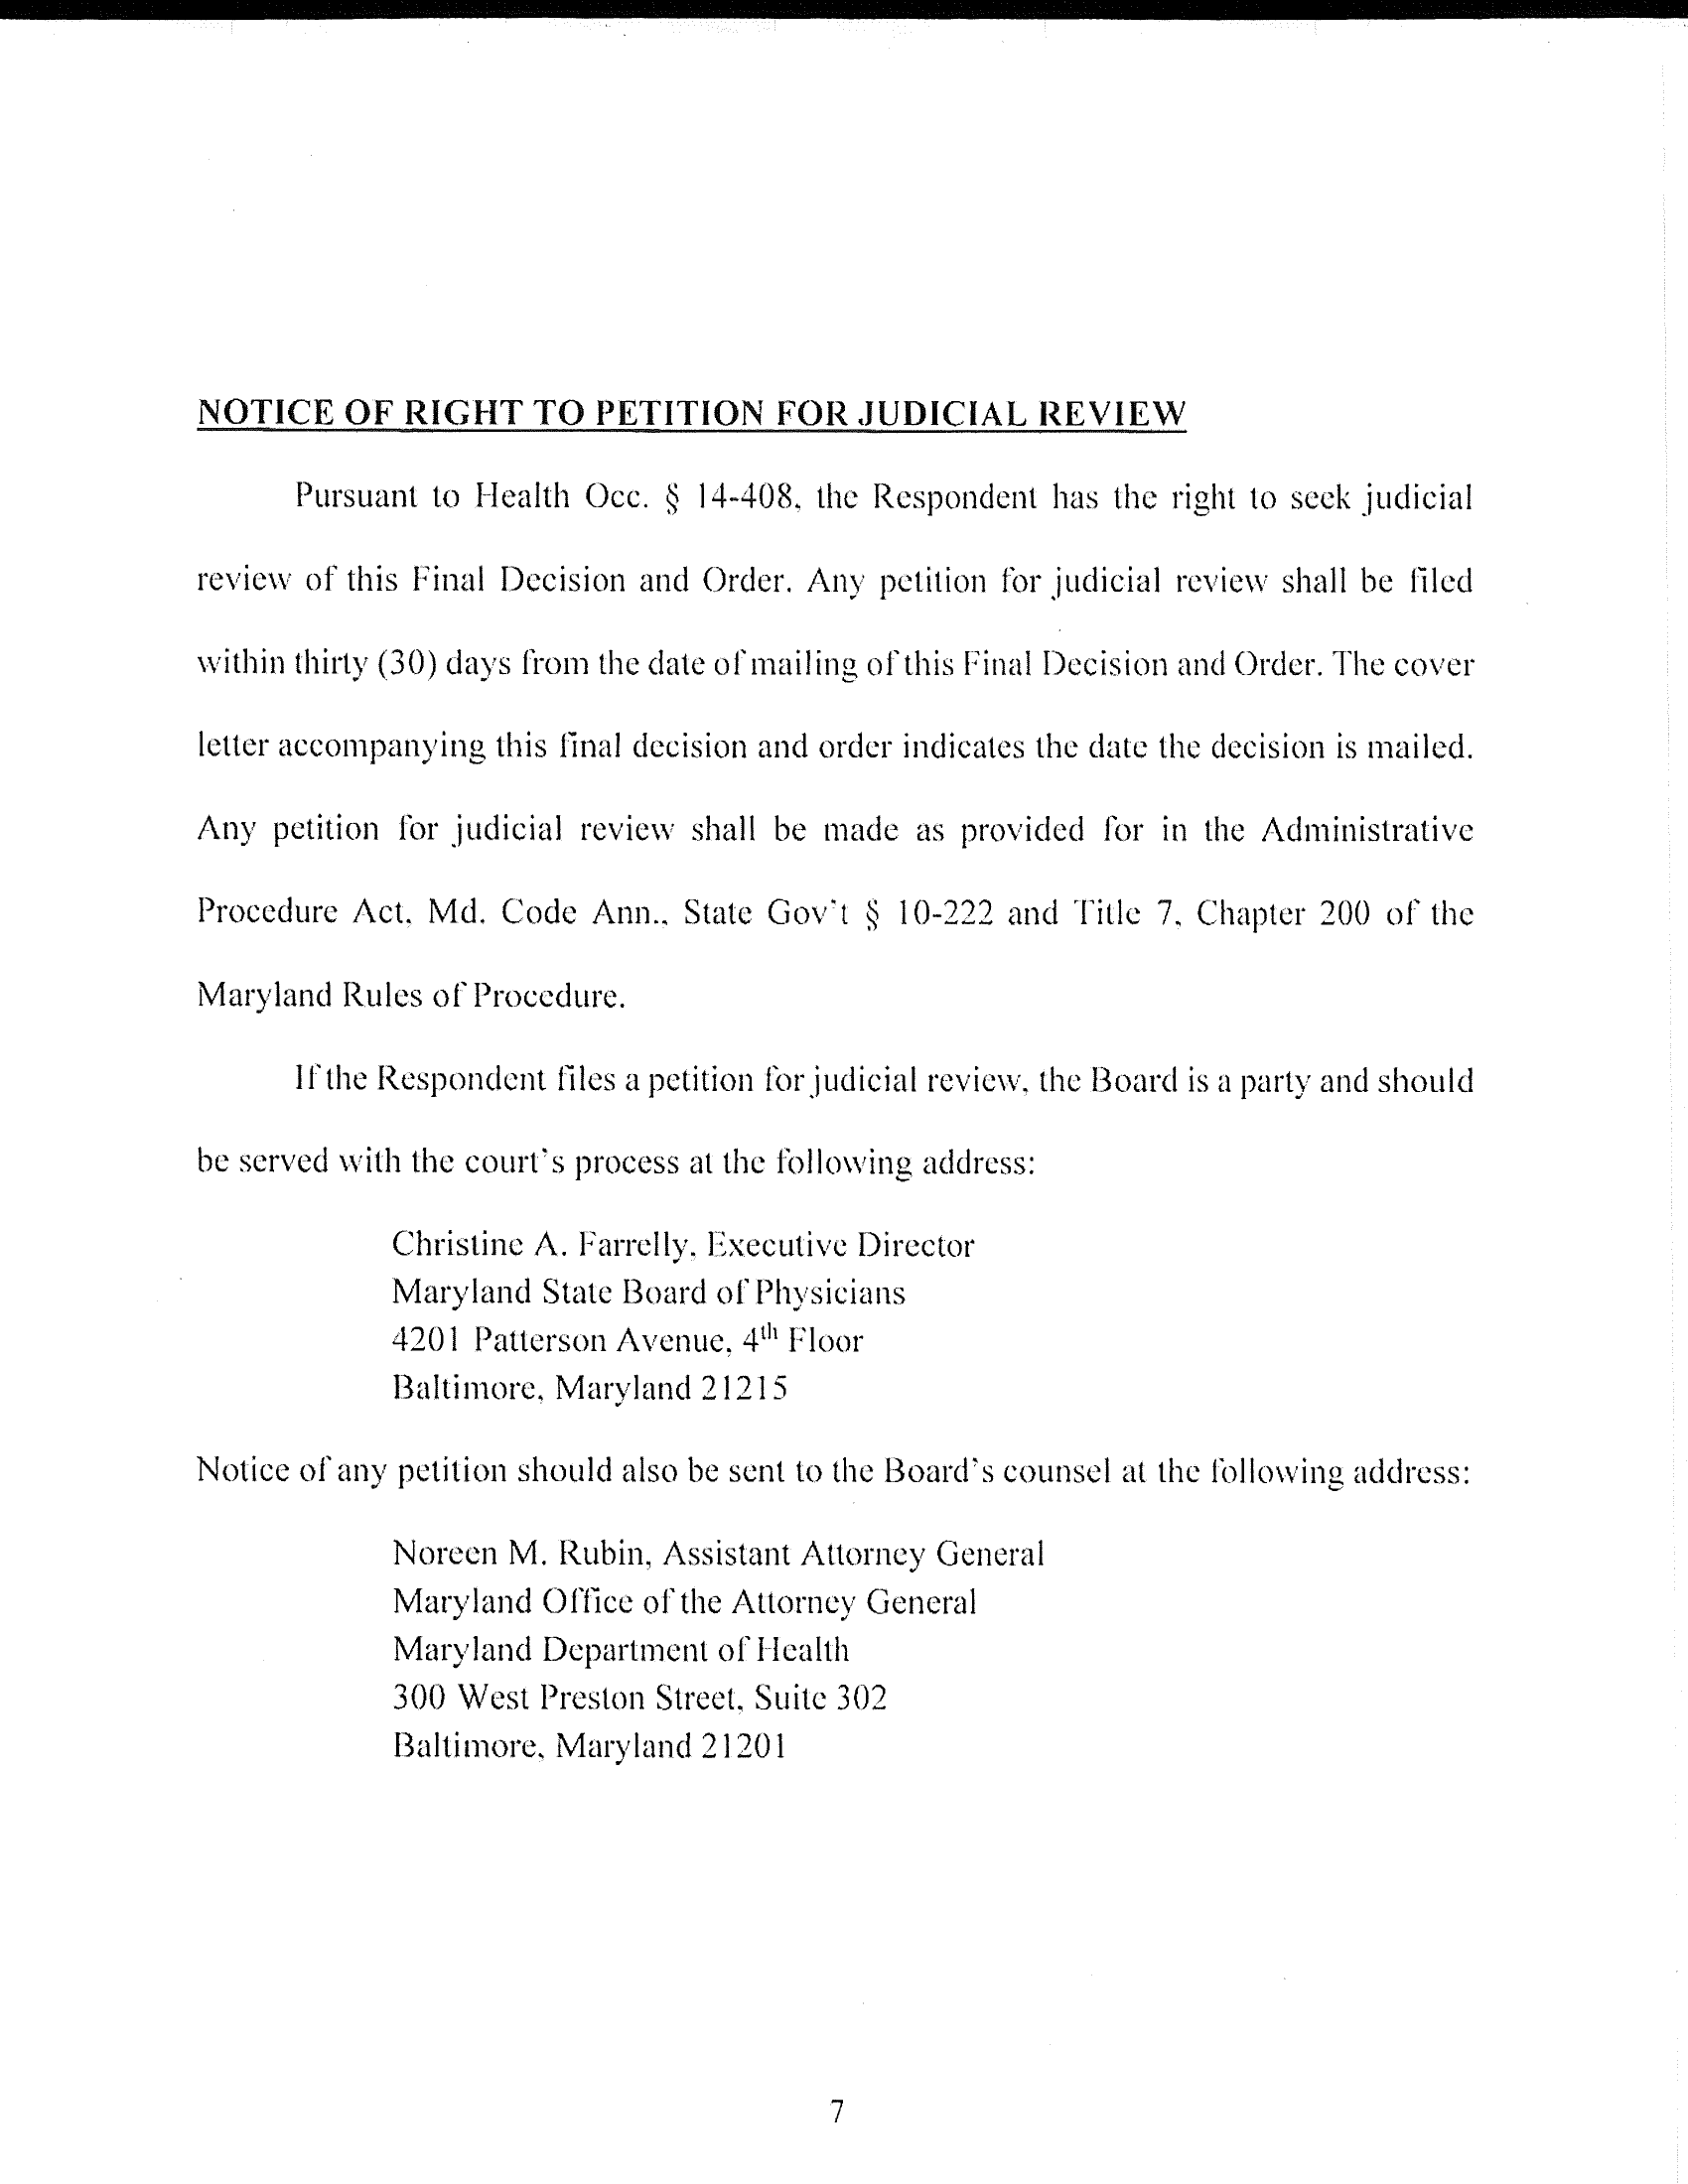 NOTICE OF RIGHT TO PETITION FOR JUDICIAL REVIEW
Pursuant to Health Occ. § 14-408, the Respondent has the right to seek judicial
review of this Final Decision and Order. Any petition for judicial review shall be filed
within thirty (30) days from the date of mailing of this Final Decision and Order. The cover
letter accompanying this final decision and order indicates the date the decision is mailed.
Any petition for judicial review shall be made as provided for in the Administrative
Procedure Act, Md. Code Ann., State Gov't § 10-222 and Title 7, Chapter 200 of the
Maryland Rules of Procedure.
If the Respondent files a petition for judicial review, the Board is a party and should
be served with the court's process at the following address:
Christine A. Farrelly, Executive Director
Maryland State Board of Physicians
4201 Patterson Avenue, 4th Floor
Baltimore, Maryland 21215
Notice of any petition should also be sent to the Board's counsel at the following address:
Noreen M. Rubin, Assistant Attorney General
Maryland Office of the Attorney General
Maryland Department of Health
300 West Preston Street, Suite 302
Baltimore, Maryland 21201
7